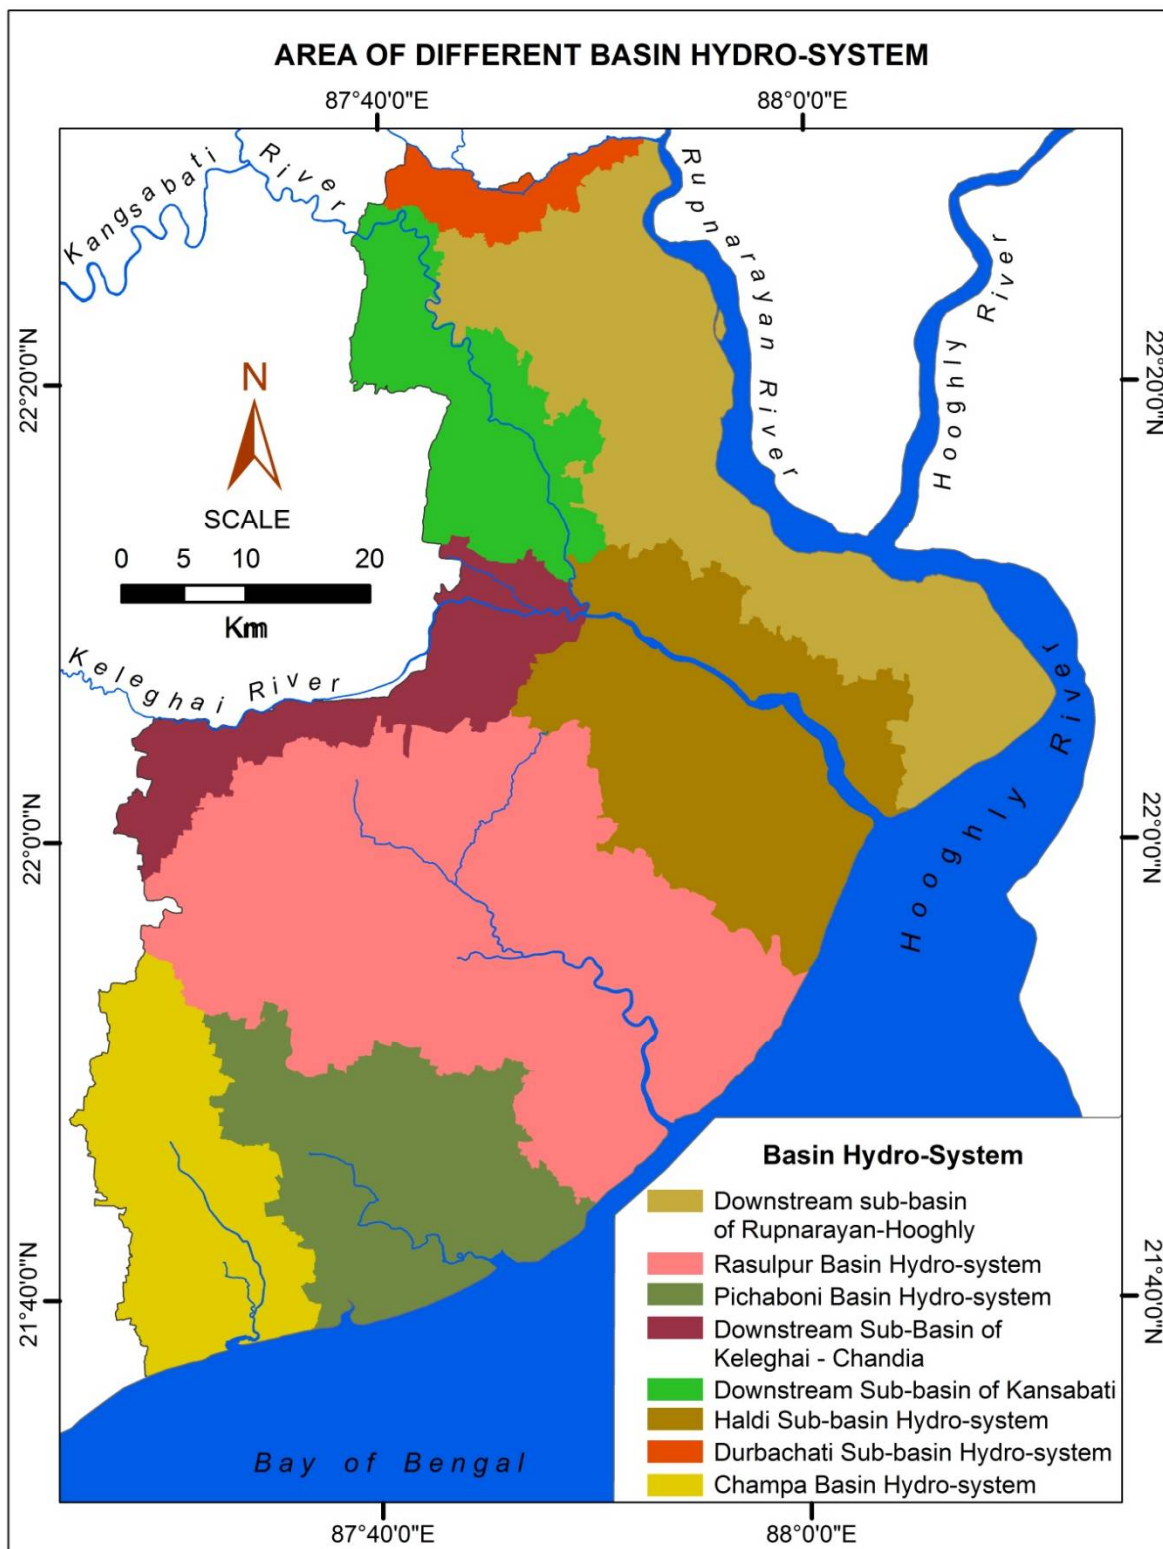 AREA OF DIFFERENT BASIN HYDRO-SYSTEM
87°40'0"E
88°0'0"E
Kangsabati River
Rupnarayan River
Hooghly River
22°20'0"N
22°20'0"N
N
SCALE
0 5 10 20
Km
Keleghai River
Hooghly River
22°0'0"N
22°0'0"N
Basin Hydro-System
Downstream sub-basin
of Rupnarayan-Hooghly
Rasulpur Basin Hydro-system
Pichaboni Basin Hydro-system
Downstream Sub-Basin of
Keleghai - Chandia
Downstream Sub-basin of Kansabati
Haldi Sub-basin Hydro-system
Durbachati Sub-basin Hydro-system
Champa Basin Hydro-system
21°40'0"N
21°40'0"N
Bay of Bengal
87°40'0"E
88°0'0"E